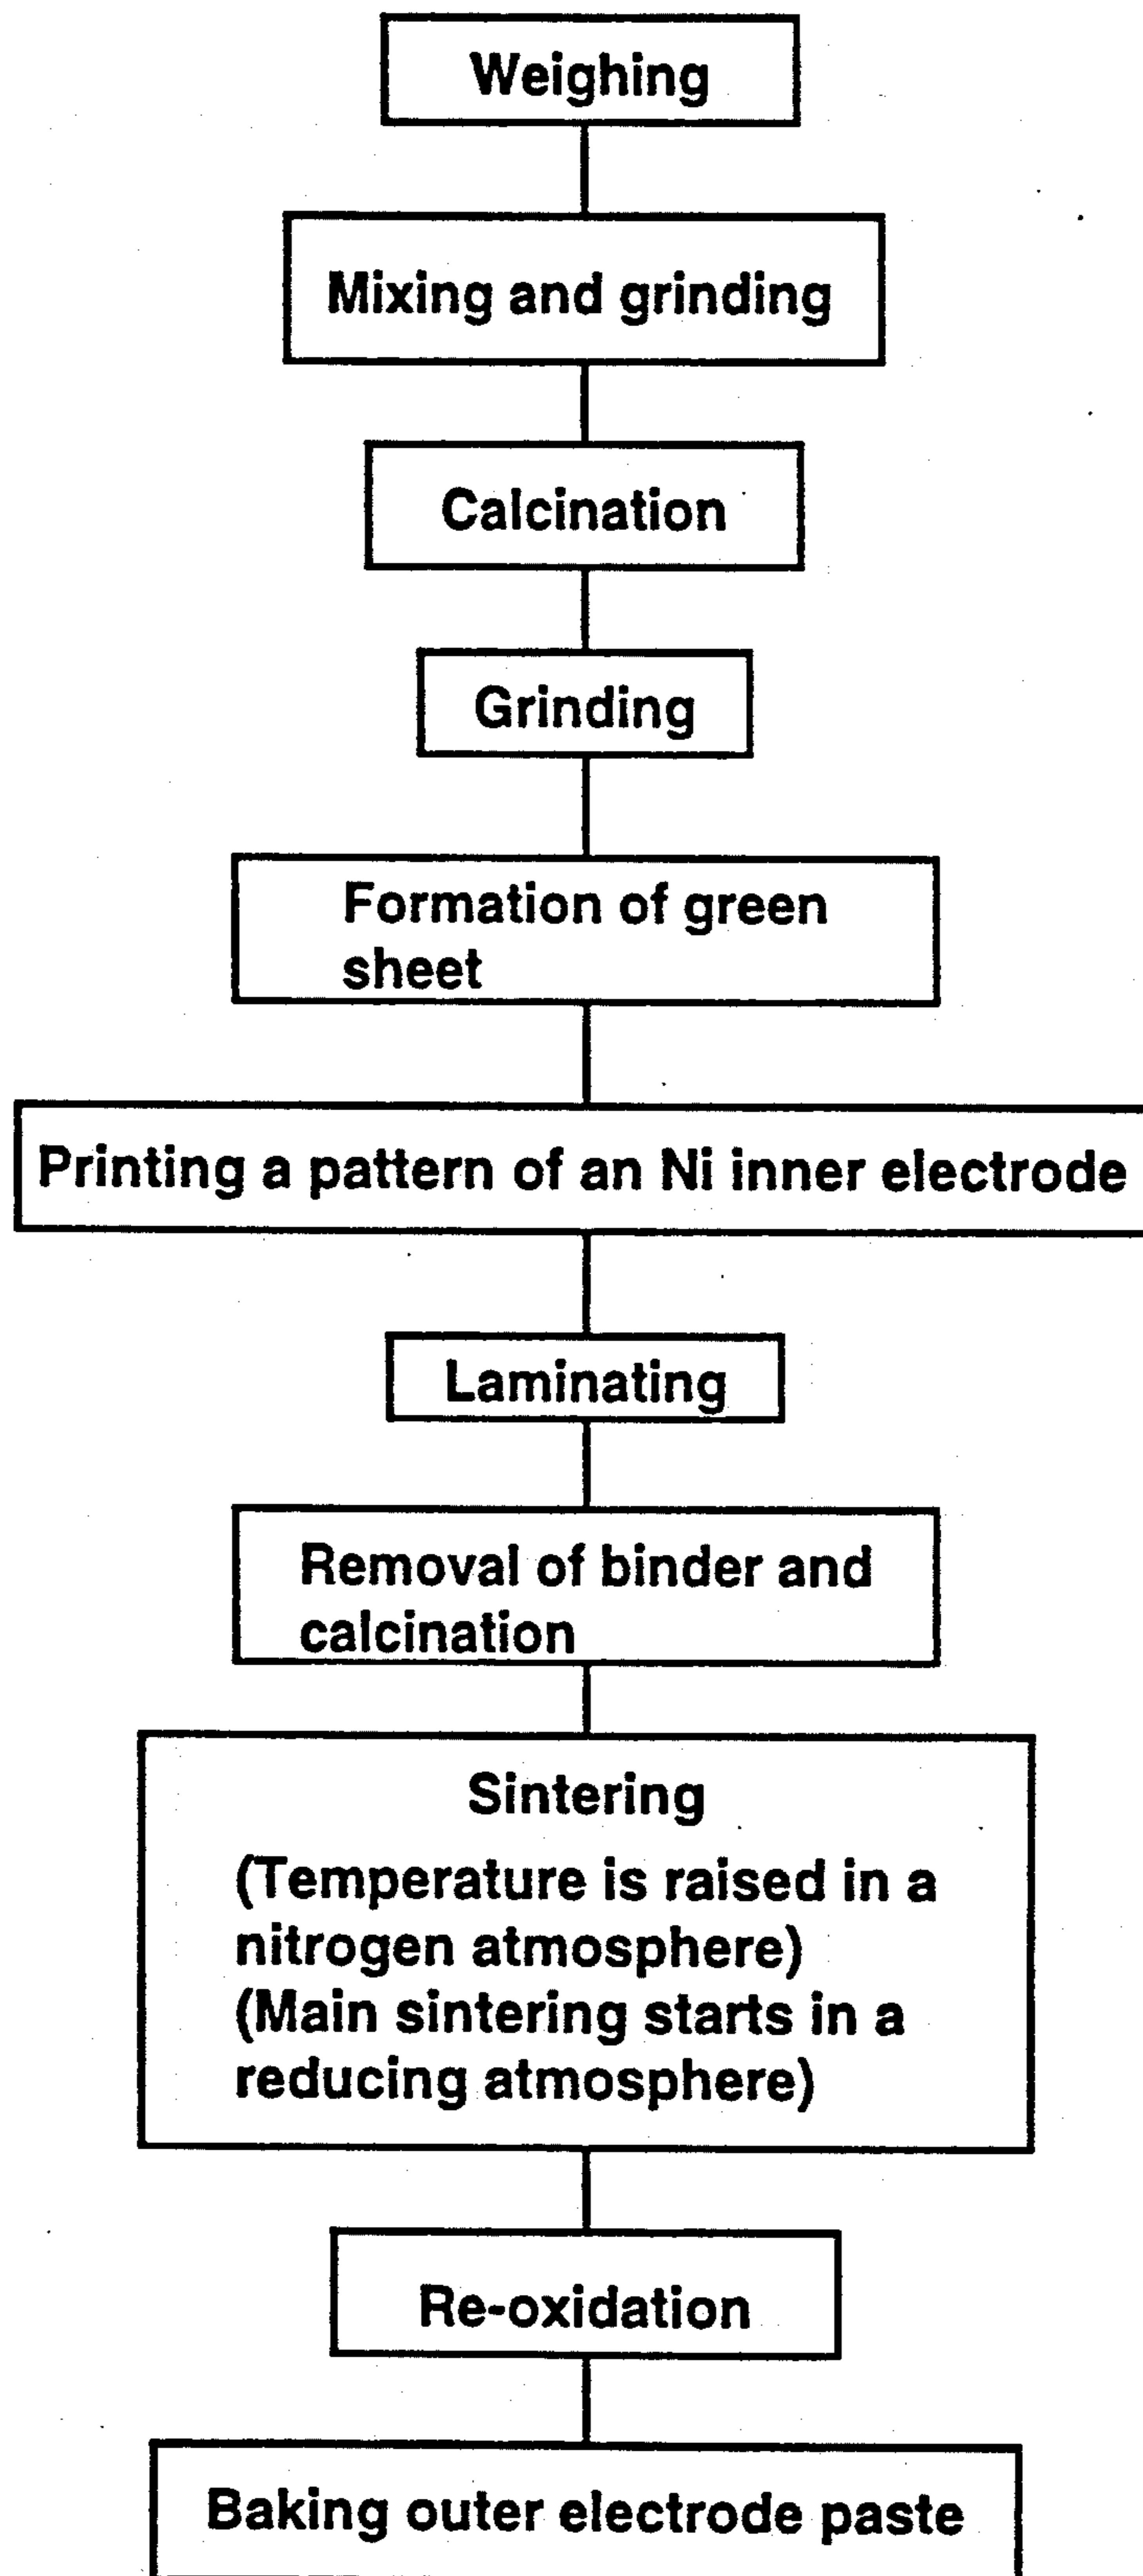 Weighing
Mixing and grinding
Calcination
Grinding
Formation of green
sheet
Printing a pattern of an Ni inner electrode
Laminating
Removal of binder and
calcination
Sintering
(Temperature is raised in a
nitrogen atmosphere)
(Main sintering starts in a
reducing atmosphere)
Re-oxidation
Baking outer electrode paste